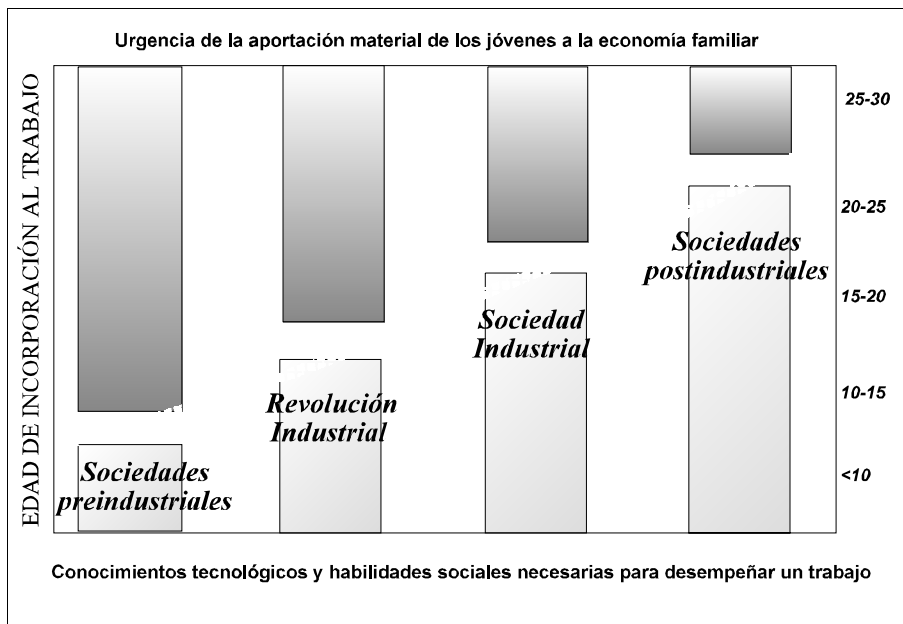 Urgencia de la aportación material de los jóvenes a la economía familiar
EDAD DE INCORPORACIÓN AL TRABAJO
25-30
20-25
15-20
10-15
<10
Sociedades
preindustriales
Revolución
Industrial
Sociedad
Industrial
Sociedades
postindustriales
Conocimientos tecnológicos y habilidades sociales necesarias para desempeñar un trabajo